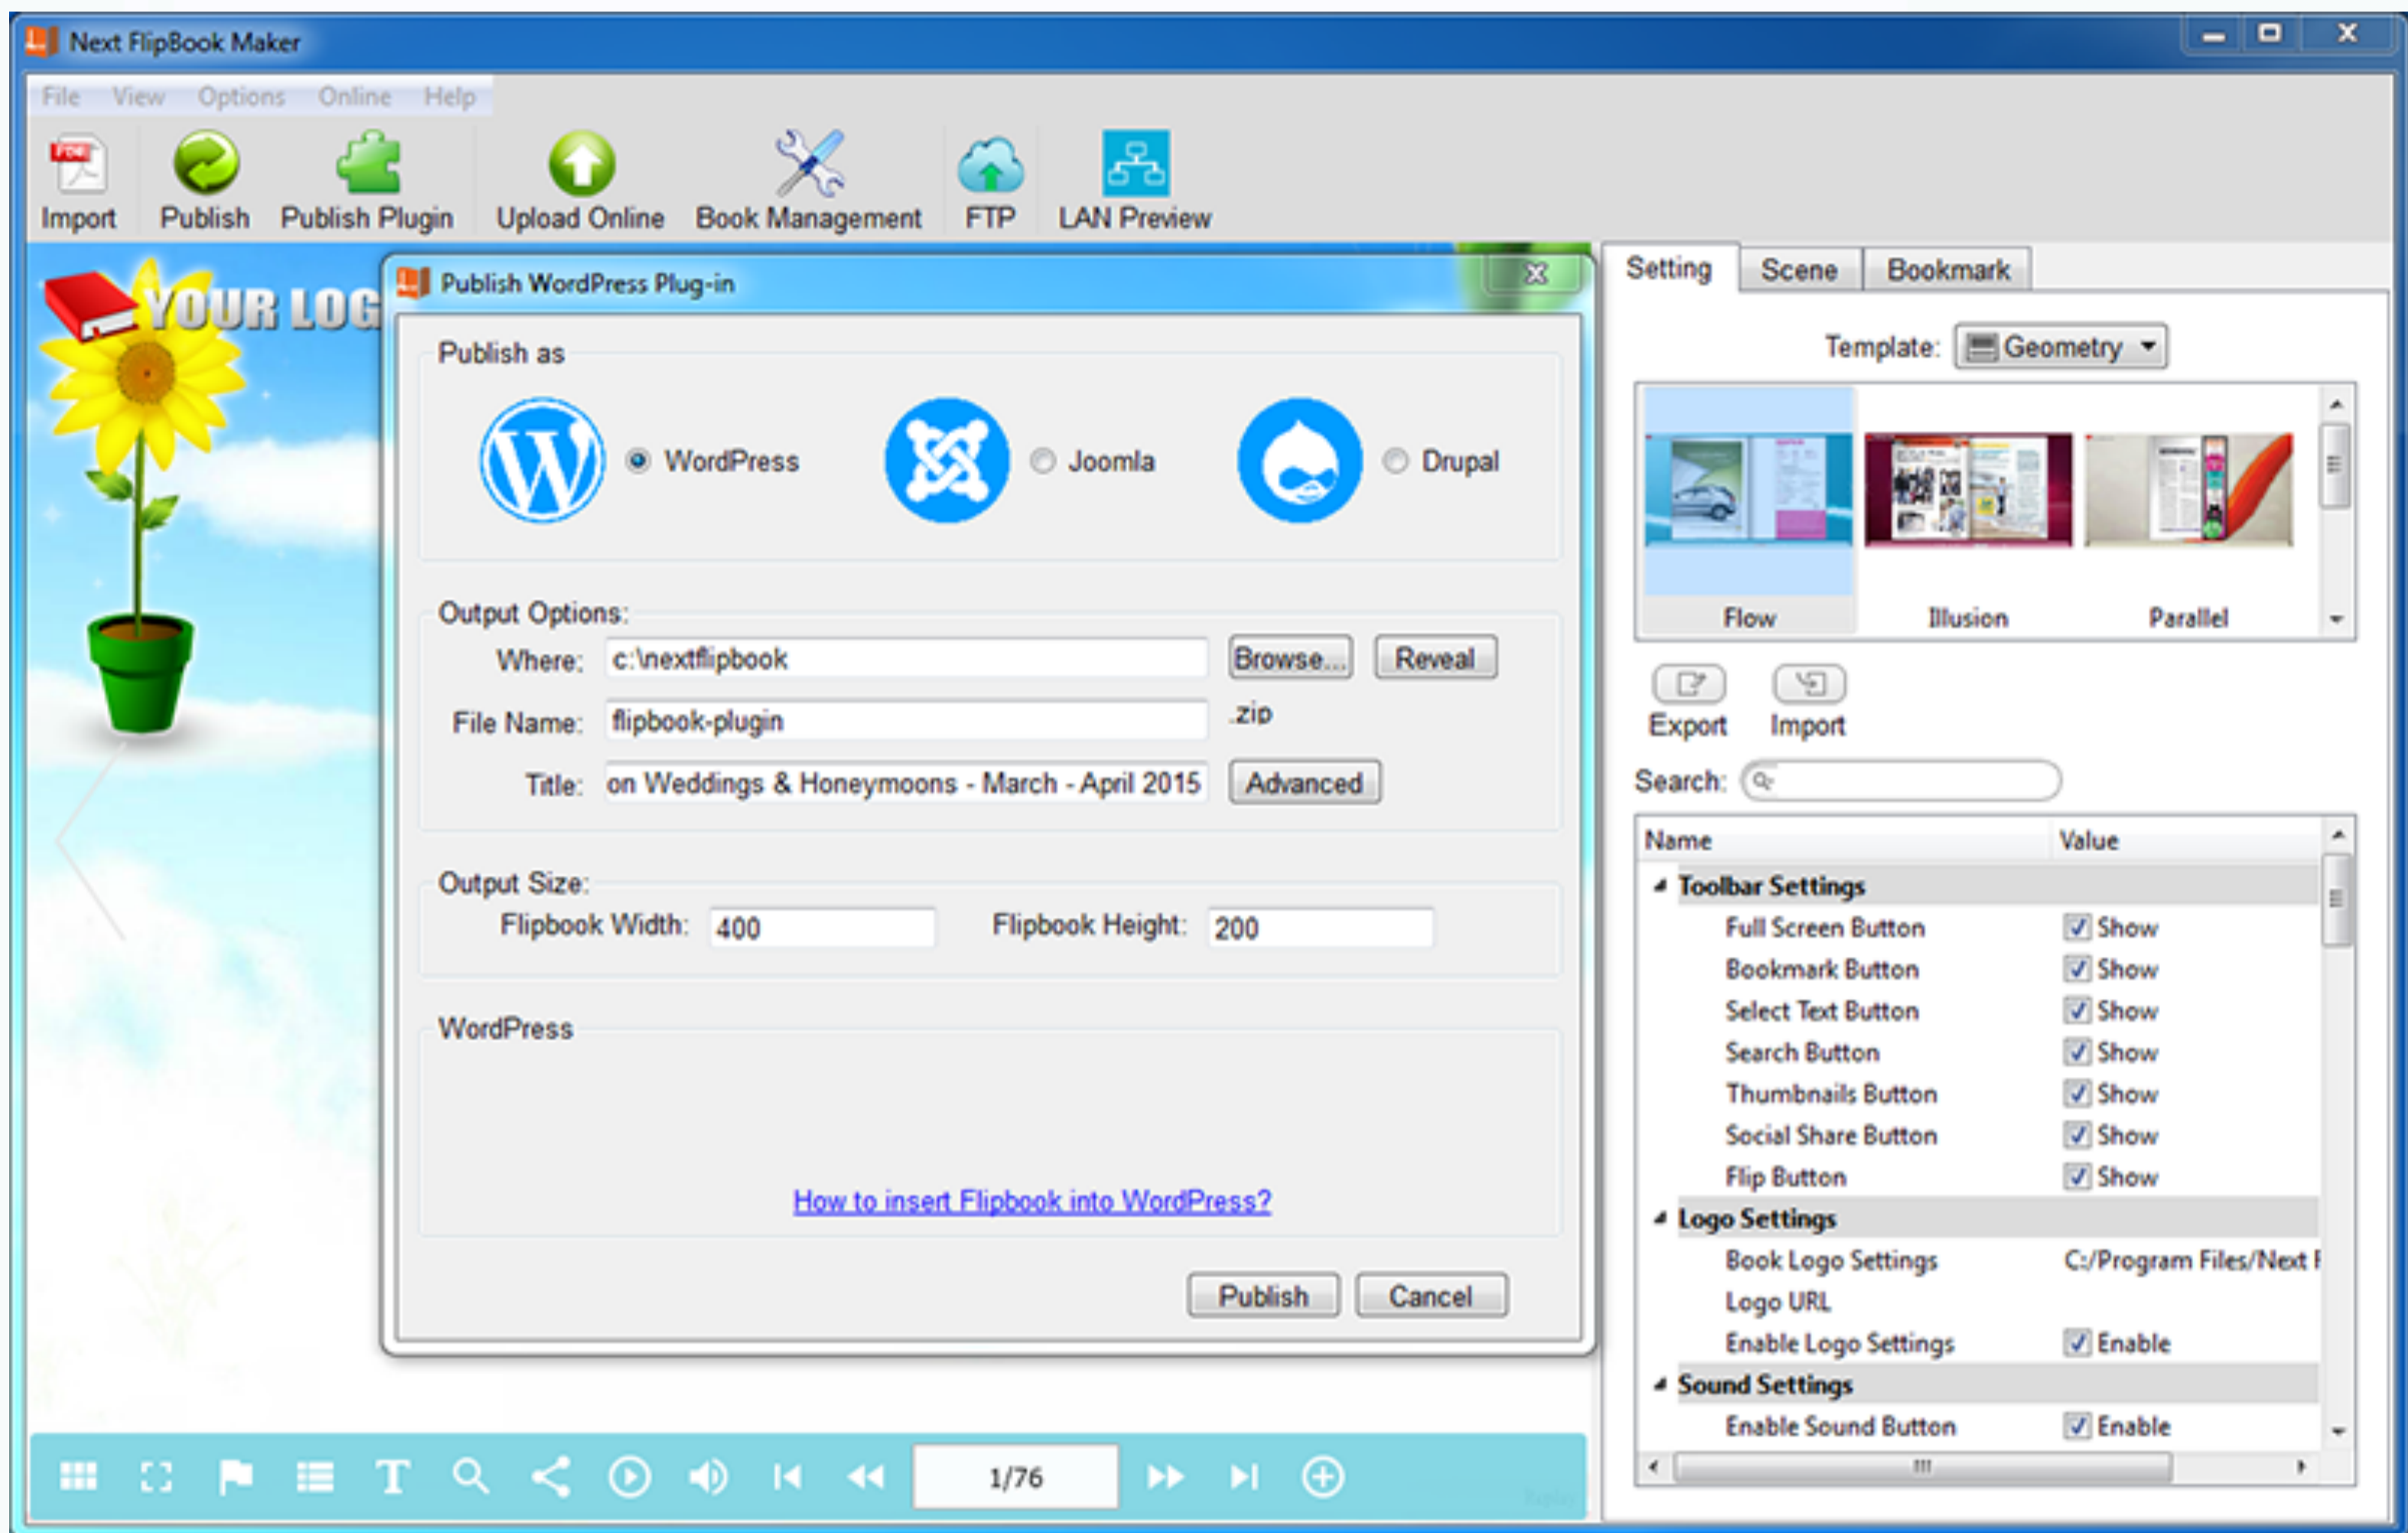 Next FlipBook Maker
File View Options Online Help
PDF
Import Publish Publish Plugin Upload Online Book Management FTP LAN Preview
YOUR LOG
Publish WordPress Plug-in
Publish as
WordPress Joomla Drupal
Output Options:
Where: c:\nextflipbook Browse... Reveal
File Name: flipbook-plugin .zip
Title: on Weddings & Honeymoons - March - April 2015 Advanced
Output Size:
Flipbook Width: 400 Flipbook Height: 200
WordPress
How to insert Flipbook into WordPress?
Publish Cancel
1/76
Setting Scene Bookmark
Template: Geometry
Flow Illusion Parallel
Export Import
Search:
Name Value
Toolbar Settings
Full Screen Button Show
Bookmark Button Show
Select Text Button Show
Search Button Show
Thumbnails Button Show
Social Share Button Show
Flip Button Show
Logo Settings
Book Logo Settings C:/Program Files/Next F
Logo URL
Enable Logo Settings Enable
Sound Settings
Enable Sound Button Enable